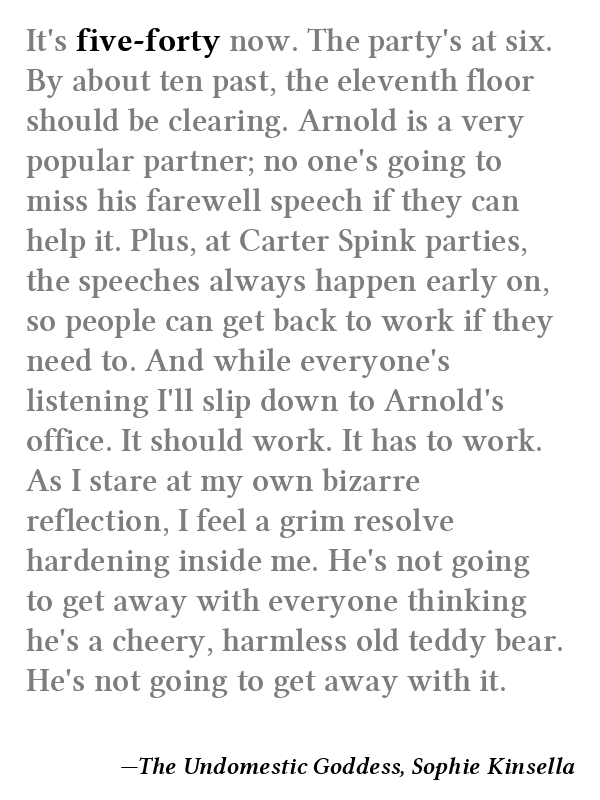 It's five-forty now. The party's at six.
By about ten past, the eleventh floor
should be clearing. Arnold is a very
popular partner; no one's going to
miss his farewell speech if they can
help it. Plus, at Carter Spink parties,
the speeches always happen early on,
so people can get back to work if they
need to. And while everyone's
listening I'll slip down to Arnold's
office. It should work. It has to work.
As I stare at my own bizarre
reflection, I feel a grim resolve
hardening inside me. He's not going
to get away with everyone thinking
he's a cheery, harmless old teddy bear.
He's not going to get away with it.
—The Undomestic Goddess, Sophie Kinsella